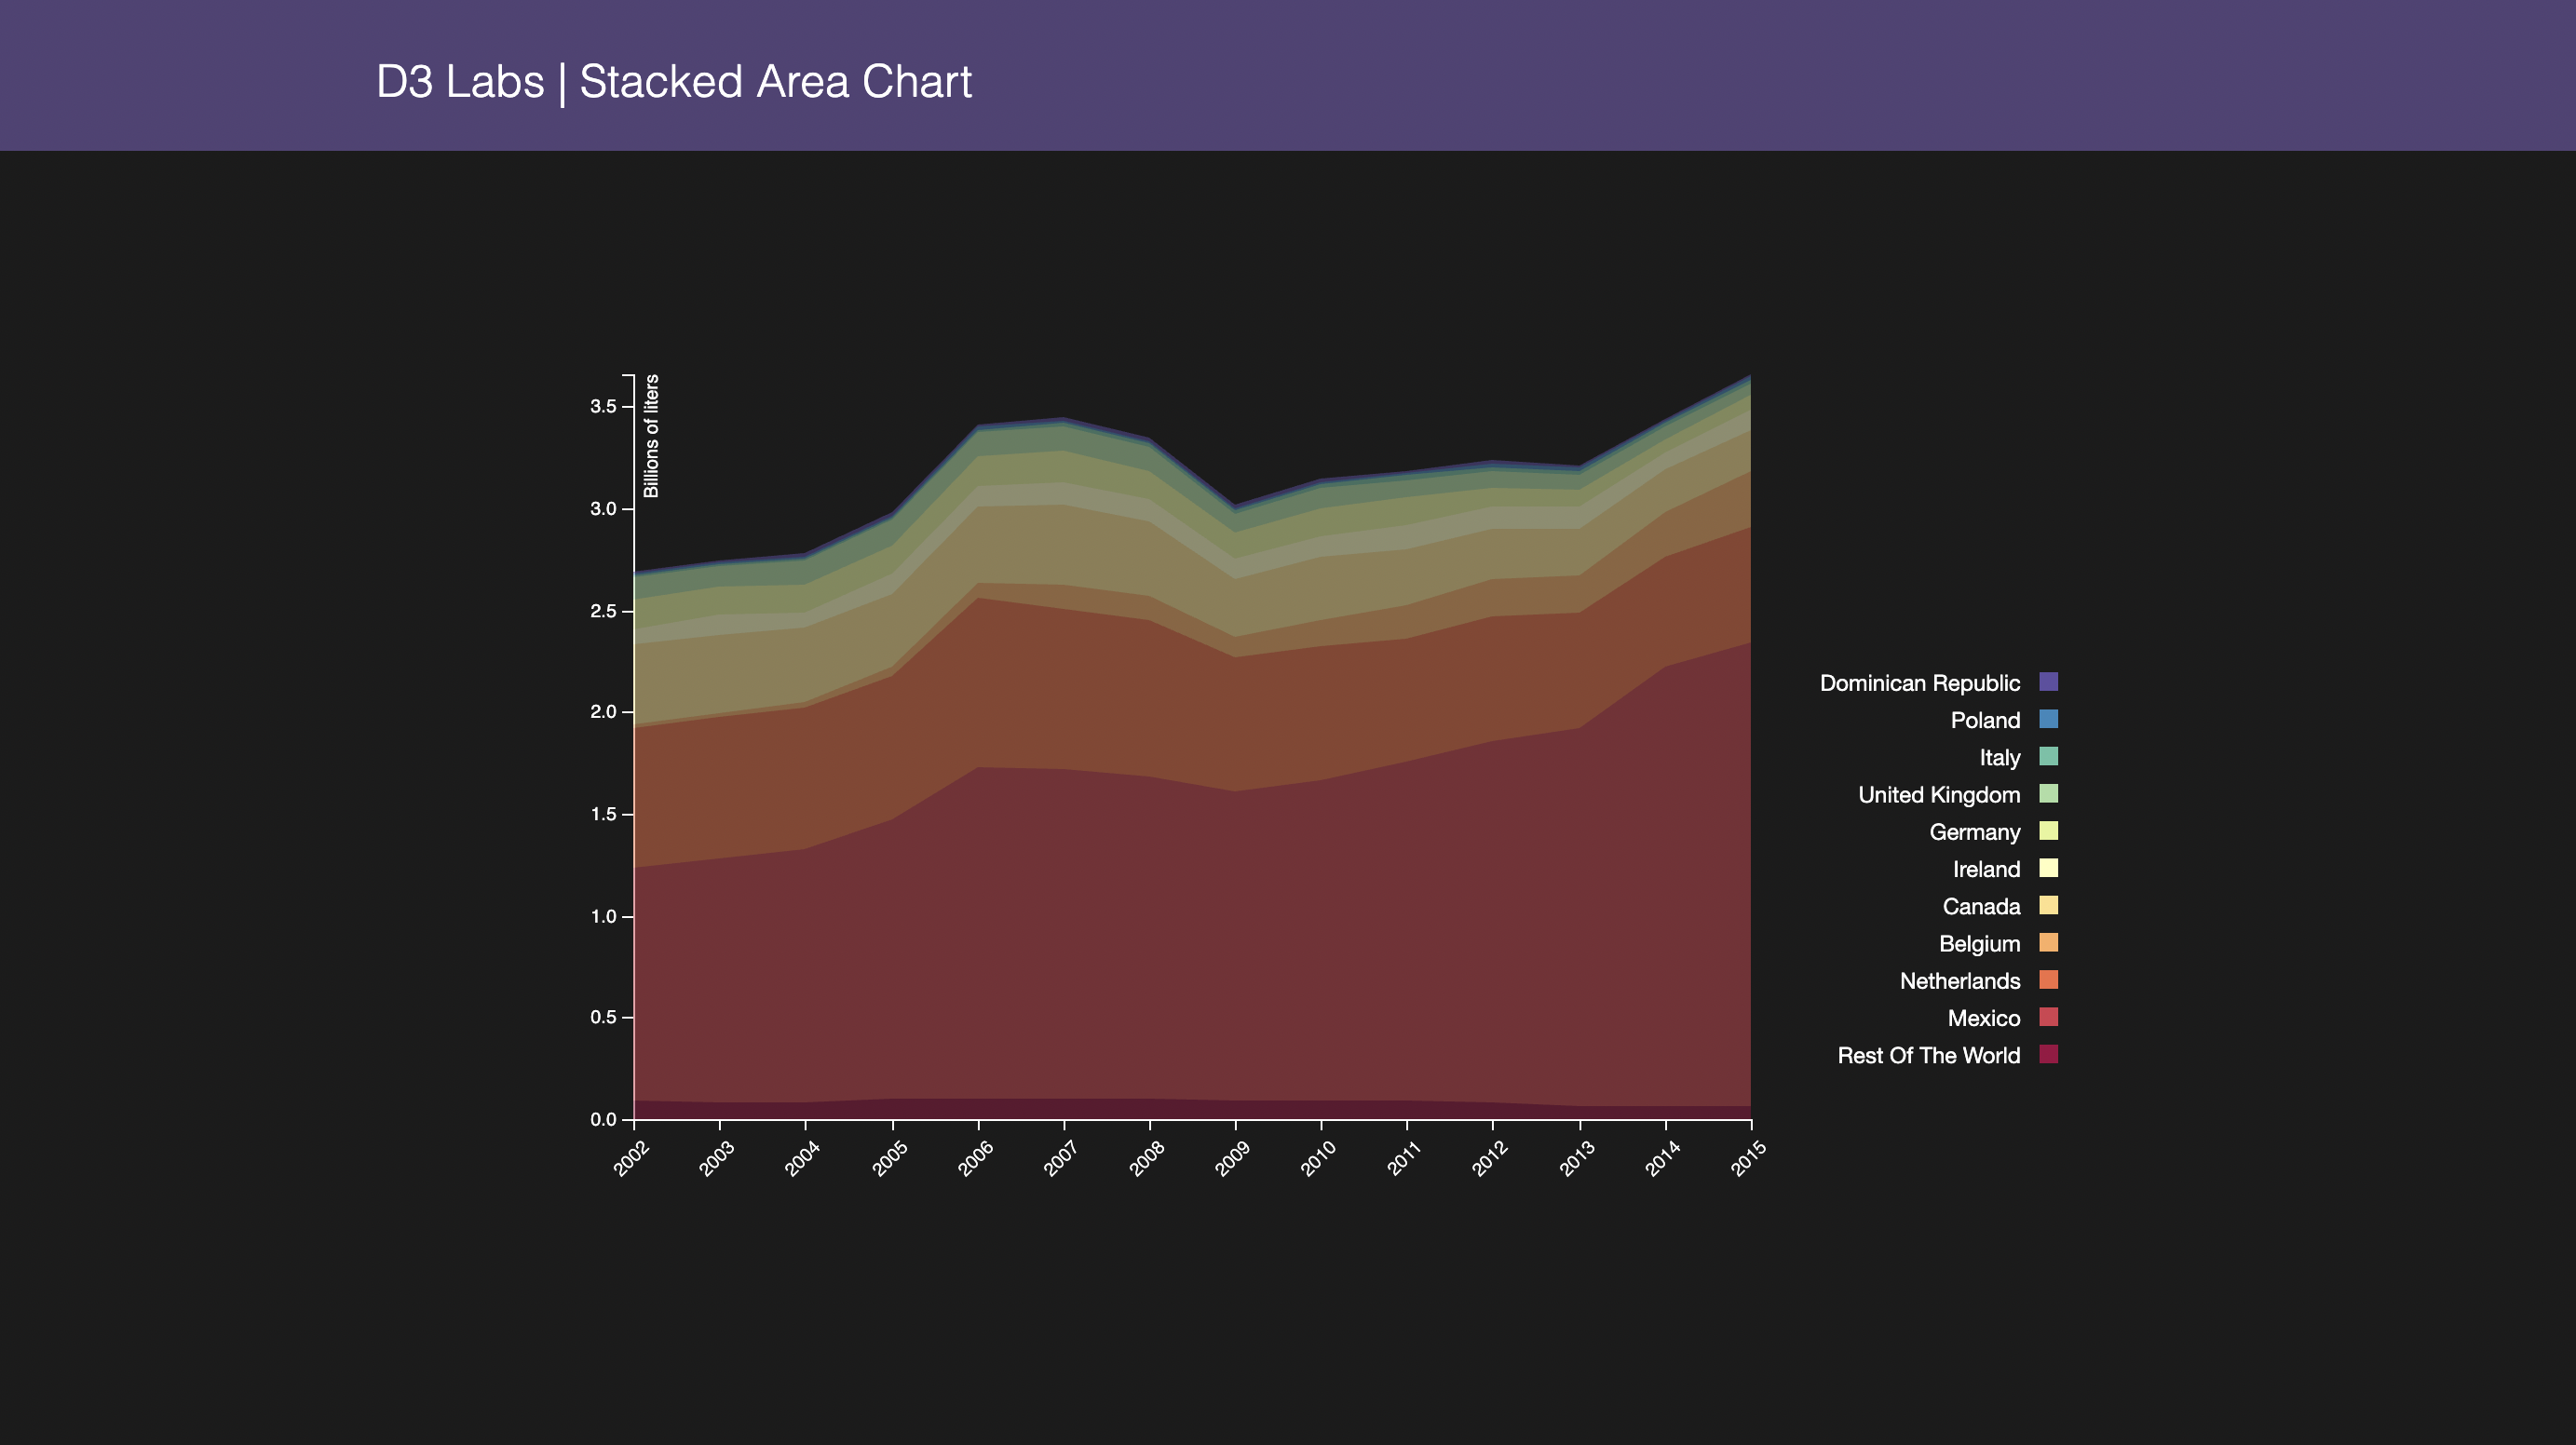 D3 Labs | Stacked Area Chart
Billions of liters
3.5
3.0
2.5
2.0
1.5
1.0
0.5
0.0
2002
2003
2004
2005
2006
2007
2008
2009
2010
2011
2012
2013
2014
2015
Dominican Republic
Poland
Italy
United Kingdom
Germany
Ireland
Canada
Belgium
Netherlands
Mexico
Rest Of The World